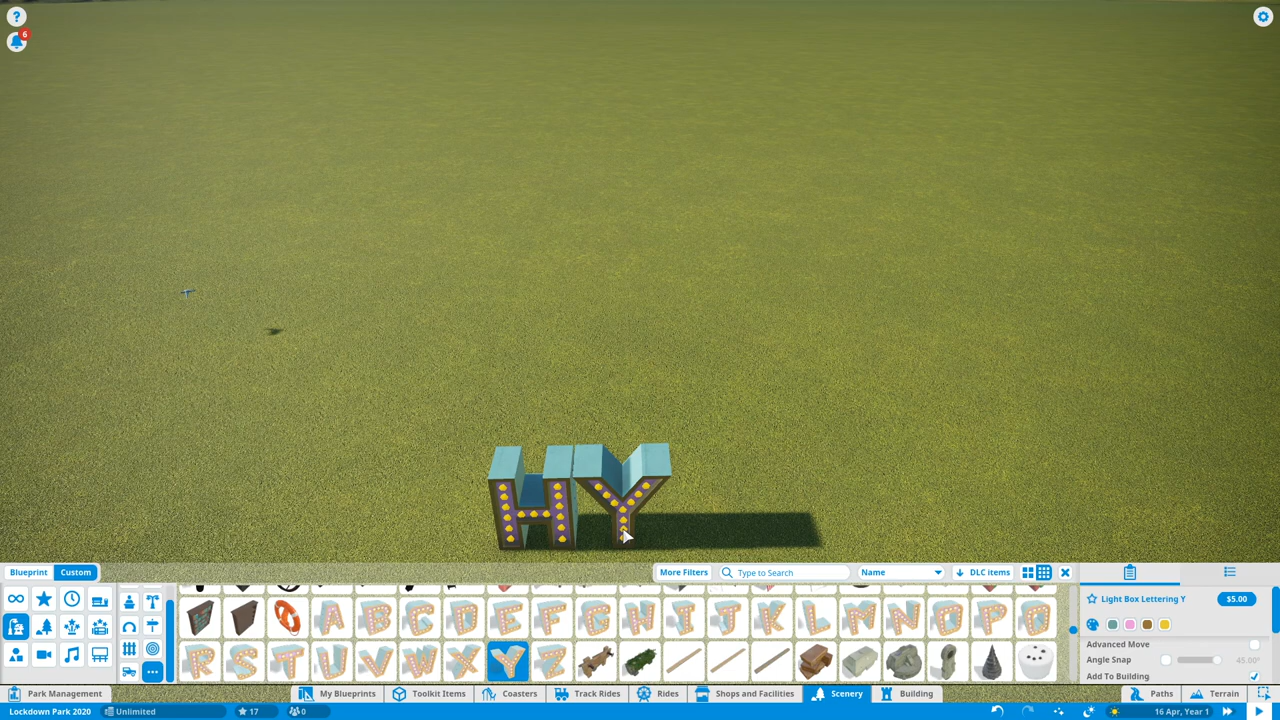 6
HY
Blueprint
Custom
More Filters
Type to Search
Name
DLC items
A B C D E F G H I J K L M N O P Q
R S T U V W X Y Z
Light Box Lettering Y
$5.00
Advanced Move
Angle Snap
45.00°
Add To Building
Park Management
My Blueprints
Toolkit Items
Coasters
Track Rides
Rides
Shops and Facilities
Scenery
Building
Paths
Terrain
Lockdown Park 2020
Unlimited
17
0
16 Apr, Year 1